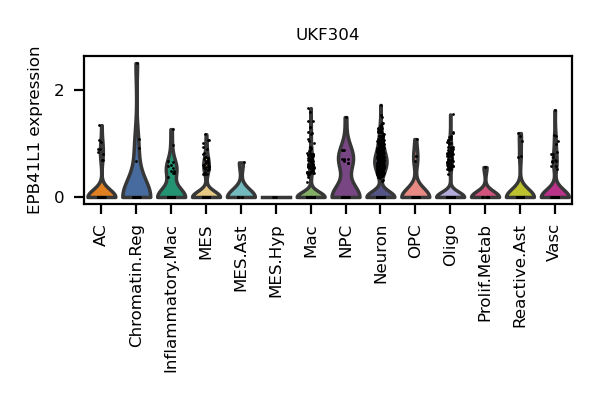 UKF304
EPB41L1 expression
2
0
AC
Chromatin.Reg
Inflammatory.Mac
MES
MES.Ast
MES.Hyp
Mac
NPC
Neuron
OPC
Oligo
Prolif.Metab
Reactive.Ast
Vasc